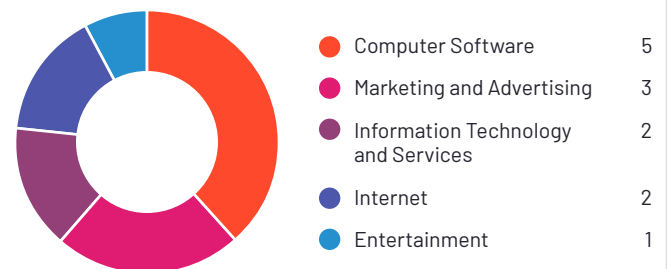 Computer Software 5
Marketing and Advertising 3
Information Technology 2
and Services
Internet 2
Entertainment 1